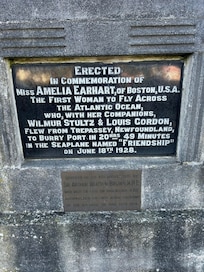 ERECTED
IN COMMEMORATION OF
MISS AMELIA EARHART, OF BOSTON, U.S.A.
THE FIRST WOMAN TO FLY ACROSS
THE ATLANTIC OCEAN,
WHO, WITH HER COMPANIONS,
WILMUR STULTZ & LOUIS GORDON,
FLEW FROM TREPASSEY, NEWFOUNDLAND,
TO BURRY PORT IN 20 HRS 49 MINUTES
IN THE SEAPLANE NAMED "FRIENDSHIP"
ON JUNE 18TH 1928.